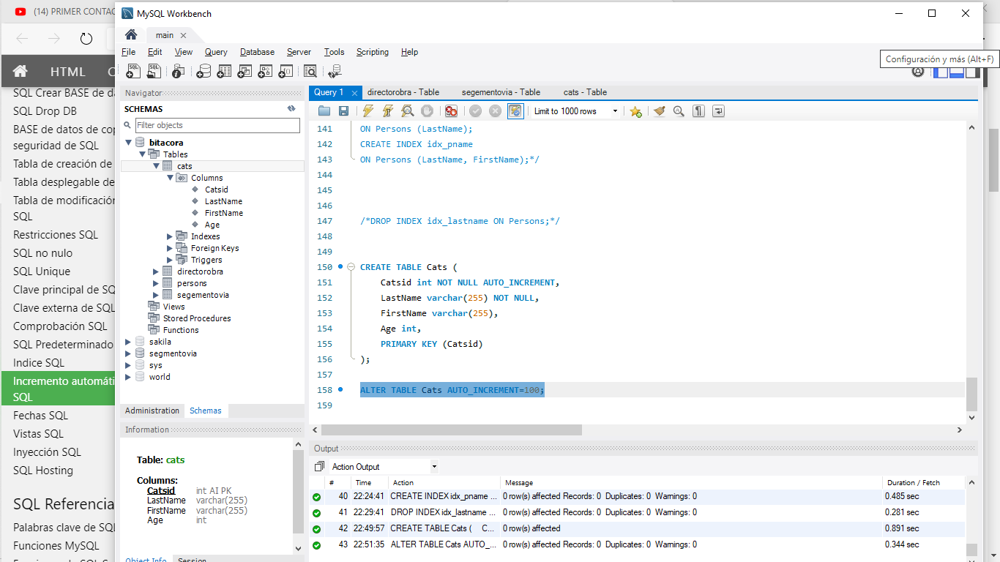 (14) PRIMER CONTAC
MySQL Workbench
main
File Edit View Query Database Server Tools Scripting Help
Configuración y más (Alt+F)
HTML
SQL Crear BASE de da
SQL Drop DB
BASE de datos de cop
seguridad de SQL
Tabla de creación de
Tabla desplegable de
Tabla de modificación
SQL
Restricciones SQL
SQL no nulo
SQL Unique
Clave principal de SQ
Clave externa de SQL
Comprobación SQL
SQL Predeterminado
Indice SQL
Incremento automáti
SQL
Fechas SQL
Vistas SQL
Inyección SQL
SQL Hosting
SQL Referencia
Palabras clave de SQL
Funciones MySQL
Navigator
SCHEMAS
Filter objects
bitacora
Tables
cats
Columns
Catsid
LastName
FirstName
Age
Indexes
Foreign Keys
Triggers
directorobra
persons
segementovia
Views
Stored Procedures
Functions
sakila
segmentovia
sys
world
Administration Schemas
Information
Table: cats
Columns:
Catsid int AI PK
LastName varchar(255)
FirstName varchar(255)
Age int
Object Info Session
Query 1 directorobra - Table segementovia - Table cats - Table
Limit to 1000 rows
141 ON Persons (LastName);
142 CREATE INDEX idx_pname
143 ON Persons (LastName, FirstName);*/
144
145
146
147 /*DROP INDEX idx_lastname ON Persons;*/
148
149
150 CREATE TABLE Cats (
151 Catsid int NOT NULL AUTO_INCREMENT,
152 LastName varchar(255) NOT NULL,
153 FirstName varchar(255),
154 Age int,
155 PRIMARY KEY (Catsid)
156 );
157
158 ALTER TABLE Cats AUTO_INCREMENT=100;
159
Output
Action Output
# Time Action Message Duration / Fetch
40 22:24:41 CREATE INDEX idx_pname ... 0 row(s) affected Records: 0 Duplicates: 0 Warnings: 0 0.485 sec
41 22:29:41 DROP INDEX idx_lastname ... 0 row(s) affected Records: 0 Duplicates: 0 Warnings: 0 0.281 sec
42 22:49:57 CREATE TABLE Cats ( C... 0 row(s) affected 0.891 sec
43 22:51:35 ALTER TABLE Cats AUTO_... 0 row(s) affected Records: 0 Duplicates: 0 Warnings: 0 0.344 sec